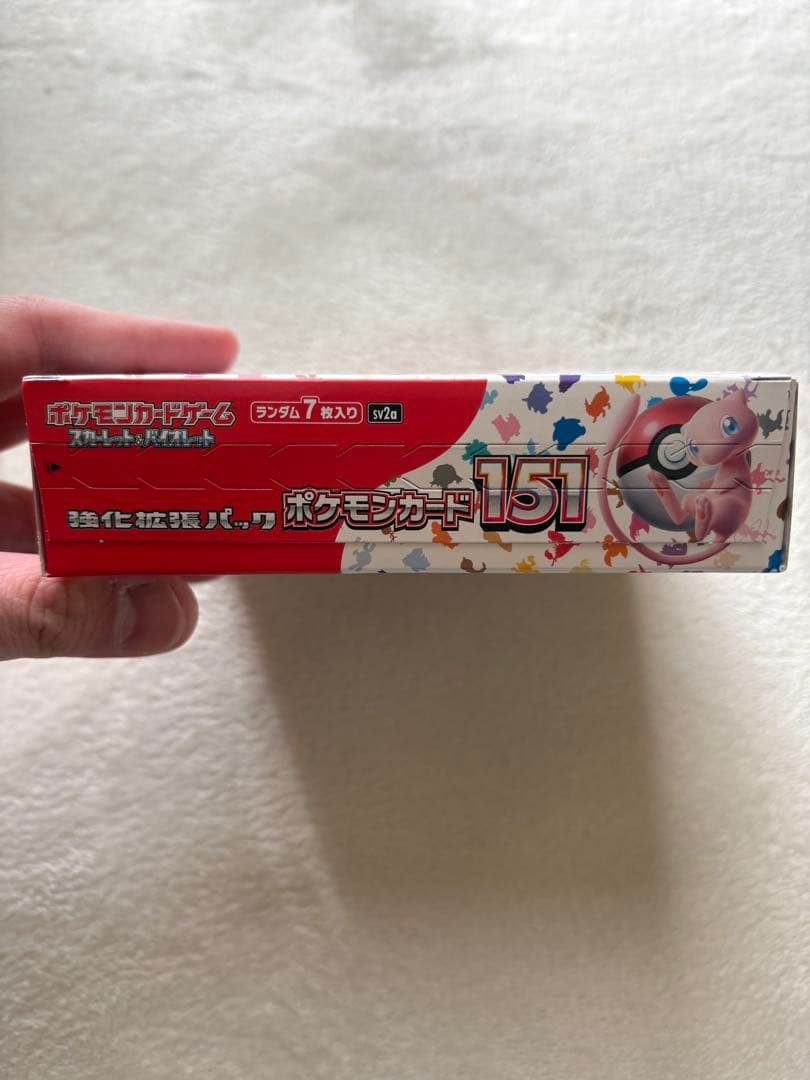 ポケモンカードゲーム
スカーレット&バイオレット
ランダム7枚入り
sv2a
強化拡張パック
ポケモンカード151